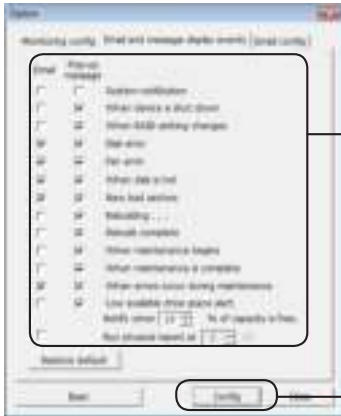 Option
Monitoring config. Email and message display events Email config.
Email Pop-up message
System notification
When device is shut down
When RAID setting changes
Disk error
Fan error
When disk is hot
New bad sectors
Rebuilding . . .
Rebuild complete
When maintenance begins
When maintenance is complete
When errors occur during maintenance
Low available drive space alert
Notify when % of capacity is free.
Restore default
Config